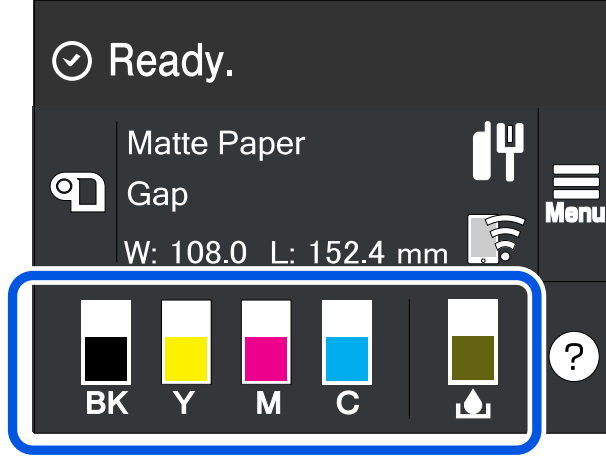 Ready.
Matte Paper
Gap
W: 108.0 L: 152.4 mm
Menu
BK Y M C
?